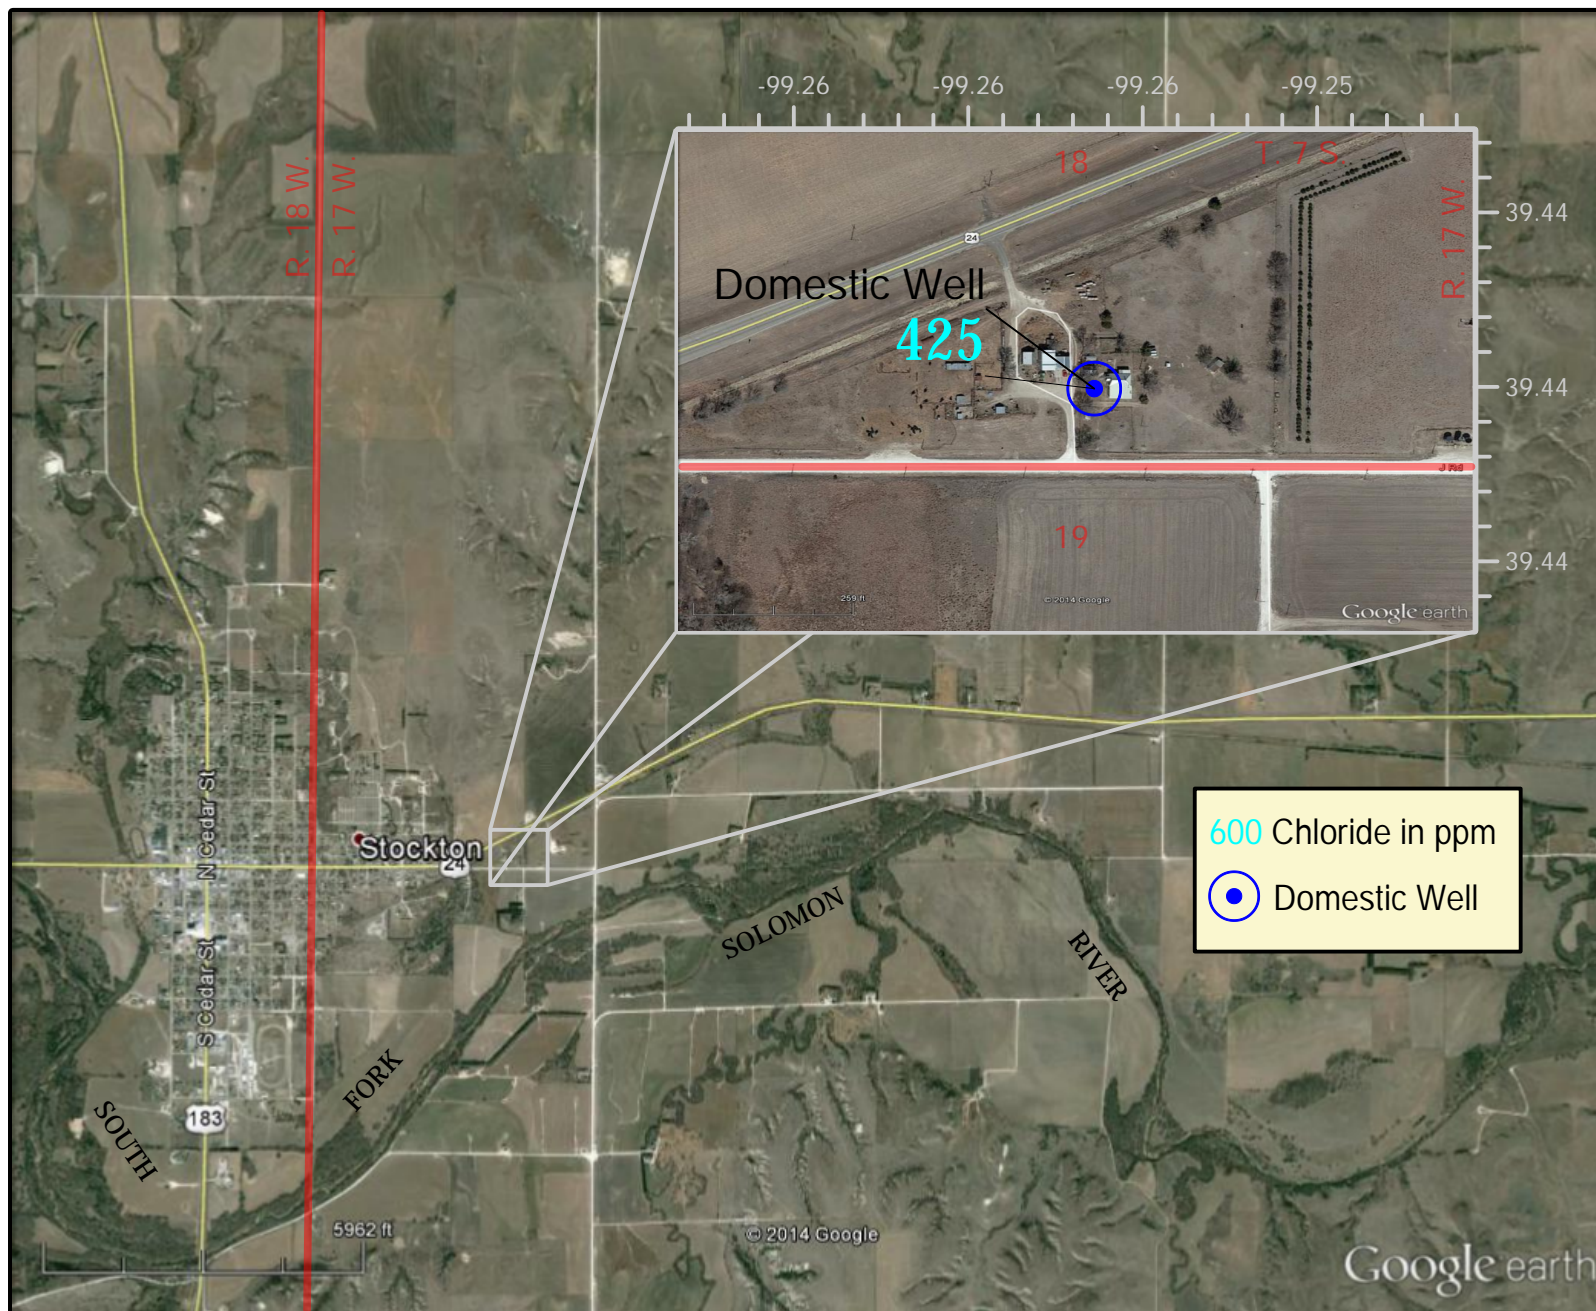 -99.26
-99.26
-99.26
-99.25
R. 18 W.
R. 17 W.
18
T. 7 S.
R. 17 W.
39.44
24
Domestic Well
425
39.44
J Rd
19
39.44
259 ft
© 2014 Google
Google earth
N Cedar St
Stockton
24
600 Chloride in ppm
Domestic Well
S Cedar St
SOUTH
FORK
SOLOMON
RIVER
183
5962 ft
© 2014 Google
Google earth